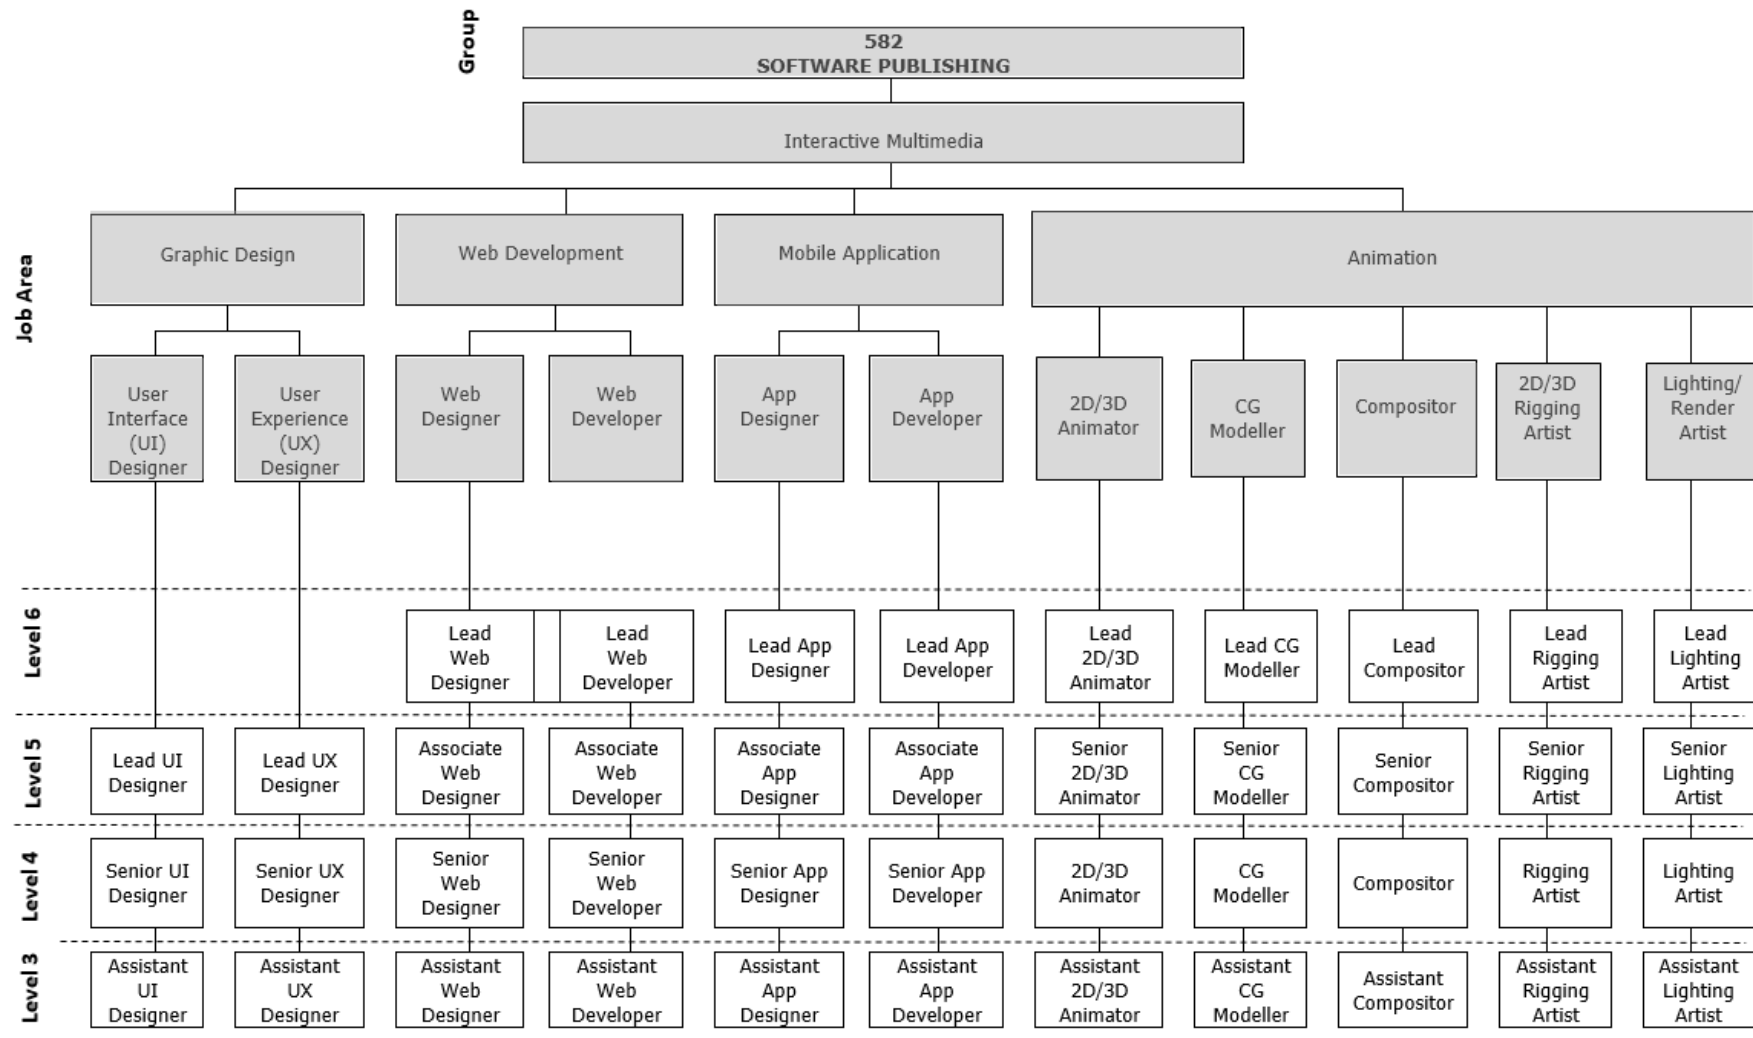 Group
582
SOFTWARE PUBLISHING
Interactive Multimedia
Job Area
Graphic Design
Web Development
Mobile Application
Animation
User
Interface
(UI)
Designer
User
Experience
(UX)
Designer
Web
Designer
Web
Developer
App
Designer
App
Developer
2D/3D
Animator
CG
Modeller
Compositor
2D/3D
Rigging
Artist
Lighting/
Render
Artist
Level 6
Lead
Web
Designer
Lead
Web
Developer
Lead App
Designer
Lead App
Developer
Lead
2D/3D
Animator
Lead CG
Modeller
Lead
Compositor
Lead
Rigging
Artist
Lead
Lighting
Artist
Level 5
Lead UI
Designer
Lead UX
Designer
Associate
Web
Designer
Associate
Web
Developer
Associate
App
Designer
Associate
App
Developer
Senior
2D/3D
Animator
Senior
CG
Modeller
Senior
Compositor
Senior
Rigging
Artist
Senior
Lighting
Artist
Level 4
Senior UI
Designer
Senior UX
Designer
Senior
Web
Designer
Senior
Web
Developer
Senior App
Designer
Senior App
Developer
2D/3D
Animator
CG
Modeller
Compositor
Rigging
Artist
Lighting
Artist
Level 3
Assistant
UI
Designer
Assistant
UX
Designer
Assistant
Web
Designer
Assistant
Web
Developer
Assistant
App
Designer
Assistant
App
Developer
Assistant
2D/3D
Animator
Assistant
CG
Modeller
Assistant
Compositor
Assistant
Rigging
Artist
Assistant
Lighting
Artist